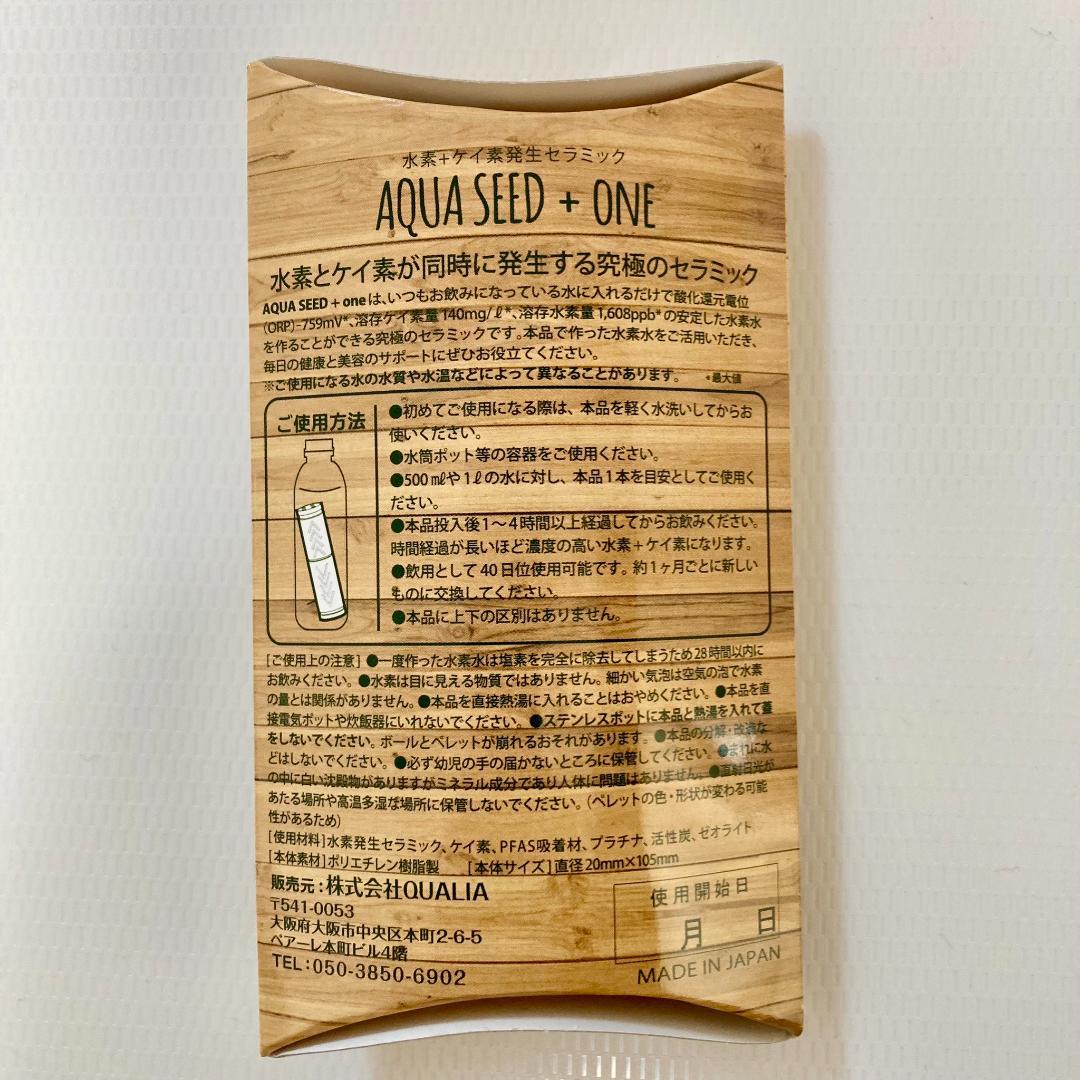 水素+ケイ素発生セラミック
AQUA SEED + ONE
水素とケイ素が同時に発生する究極のセラミック
AQUA SEED + oneは、いつもお飲みになっている水に入れるだけで酸化還元電位
(ORP)-759mV*、溶存ケイ素量140mg/ℓ*、溶存水素量1,608ppb*の安定した水素水
を作ることができる究極のセラミックです。本品で作った水素水をご活用いただき、
毎日の健康と美容のサポートにぜひお役立てください。
※ご使用になる水の水質や水温などによって異なることがあります。 *最大値
ご使用方法
●初めてご使用になる際は、本品を軽く水洗いしてからお
使いください。
●水筒ポット等の容器をご使用ください。
●500㎖や1ℓの水に対し、本品1本を目安としてご使用く
ださい。
●本品投入後1〜4時間以上経過してからお飲みください。
時間経過が長いほど濃度の高い水素+ケイ素になります。
●飲用として40日位使用可能です。約1ヶ月ごとに新しい
ものに交換してください。
●本品に上下の区別はありません。
[ご使用上の注意] ●一度作った水素水は塩素を完全に除去してしまうため28時間以内に
お飲みください。●水素は目に見える物質ではありません。細かい気泡は空気の泡で水素
の量とは関係がありません。●本品を直接熱湯に入れることはおやめください。●本品を直
接電気ポットや炊飯器にいれないでください。●ステンレスポットに本品と熱湯を入れて蓋
をしないでください。ボールとペレットが崩れるおそれがあります。●本品の分解・改造な
どはしないでください。●必ず幼児の手の届かないところに保管してください。●まれに水
の中に白い沈殿物がありますがミネラル成分であり人体に問題はありません。●直射日光が
あたる場所や高温多湿な場所に保管しないでください。(ペレットの色・形状が変わる可能
性があるため)
[使用材料]水素発生セラミック、ケイ素、PFAS吸着材、プラチナ、活性炭、ゼオライト
[本体素材]ポリエチレン樹脂製 [本体サイズ]直径20mm×105mm
販売元:株式会社QUALIA
〒541-0053
大阪府大阪市中央区本町2-6-5
ペアーレ本町ビル4階
TEL:050-3850-6902
使用開始日
月 日
MADE IN JAPAN